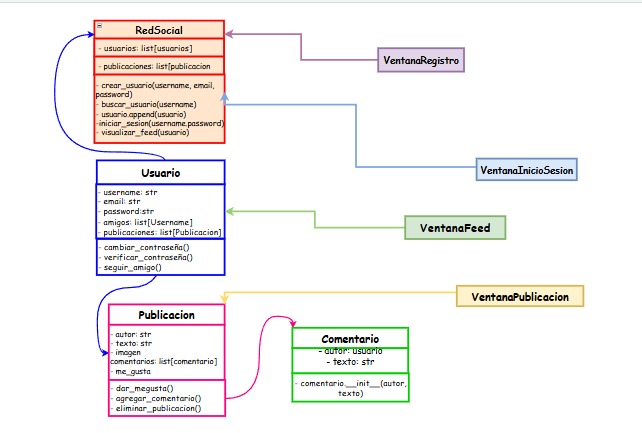 RedSocial
- usuarios: list[usuarios]
- publicaciones: list[publicacion
- crear_usuario(username, email,
password)
- buscar_usuario(username)
- usuario.append(usuario)
-iniciar_sesion(username.password)
- visualizar_feed(usuario)
VentanaRegistro
VentanaInicioSesion
Usuario
- username: str
- email: str
- password:str
- amigos: list[Username]
- publicaciones: list[Publicacion]
- cambiar_contraseña()
- verificar_contraseña()
- seguir_amigo()
VentanaFeed
VentanaPublicacion
Publicacion
- autor: str
- texto: str
- imagen
comentarios: list[comentario]
- me_gusta
- dar_megusta()
- agregar_comentario()
- eliminar_publicacion()
Comentario
- autor: usuario
- texto: str
- comentario.__init__(autor,
texto)